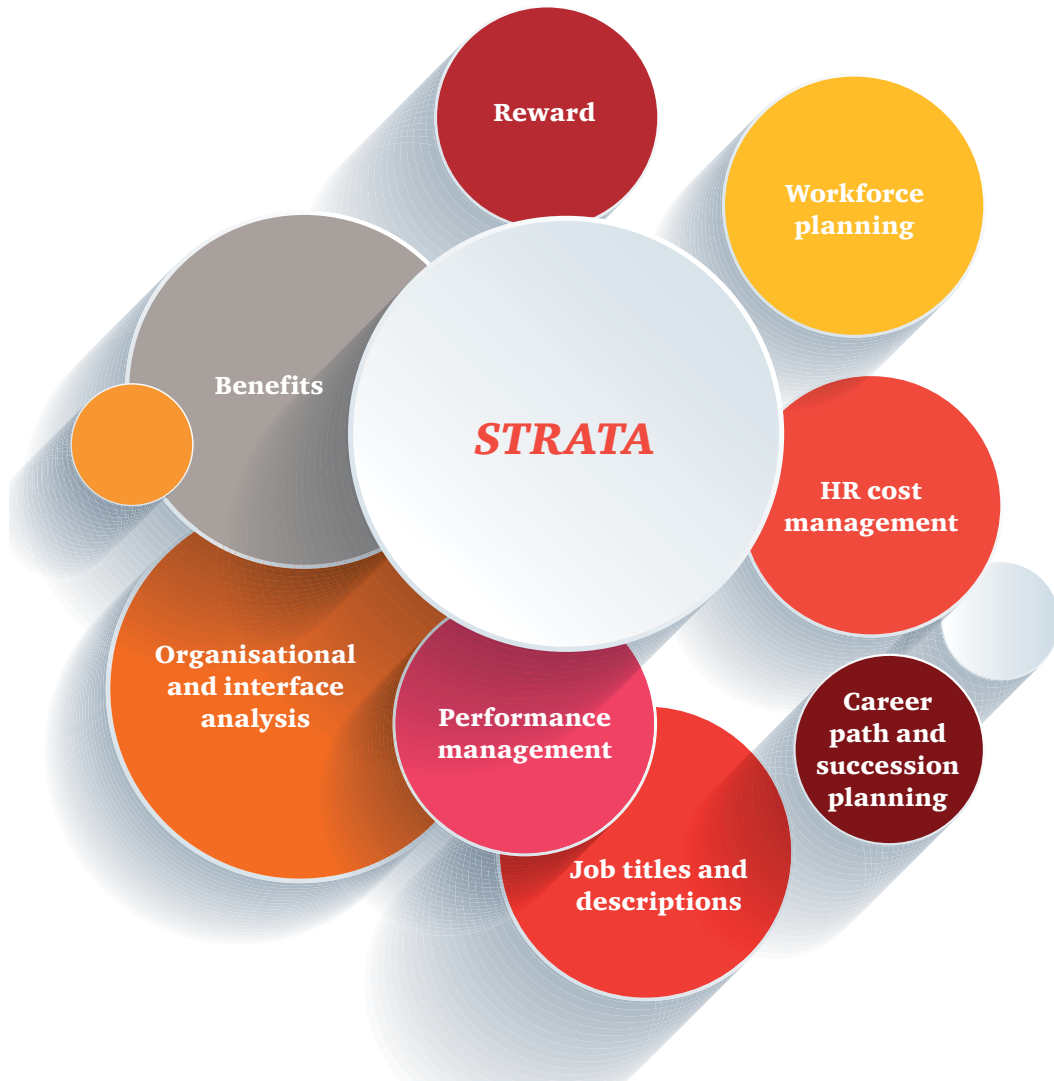 Reward
Workforce
planning
Benefits
STRATA
HR cost
management
Organisational
and interface
analysis
Performance
management
Career
path and
succession
planning
Job titles and
descriptions